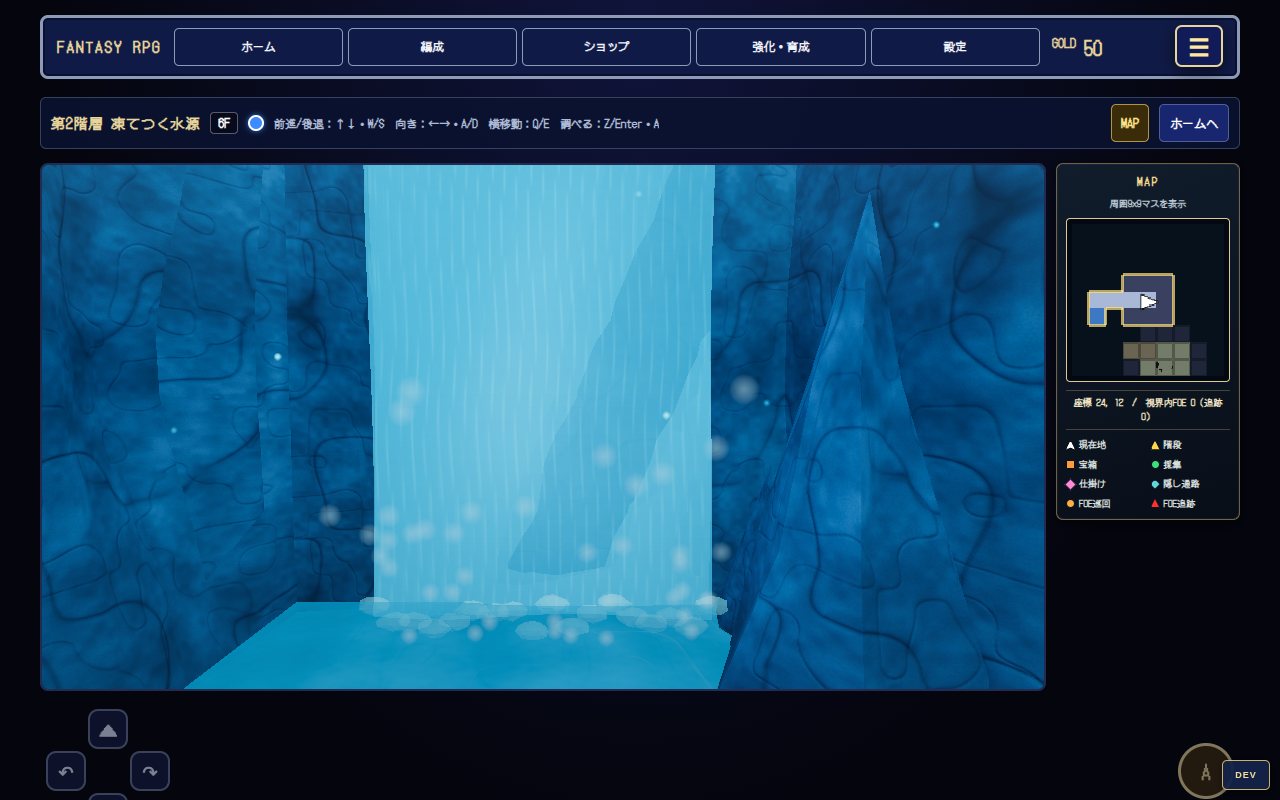 FANTASY RPG ホーム 編成 ショップ 強化・育成 設定 GOLD 50
第2階層 凍てつく水源 6F 前進/後退：↑↓・W/S 向き：←→・A/D 横移動：Q/E 調べる：Z/Enter・A MAP ホームへ
MAP
周囲9x9マスを表示
座標 24, 12 / 視界内FOE 0（追跡
0）
現在地 階段
宝箱 採集
仕掛け 隠し通路
FOE巡回 FOE追跡
A
DEV